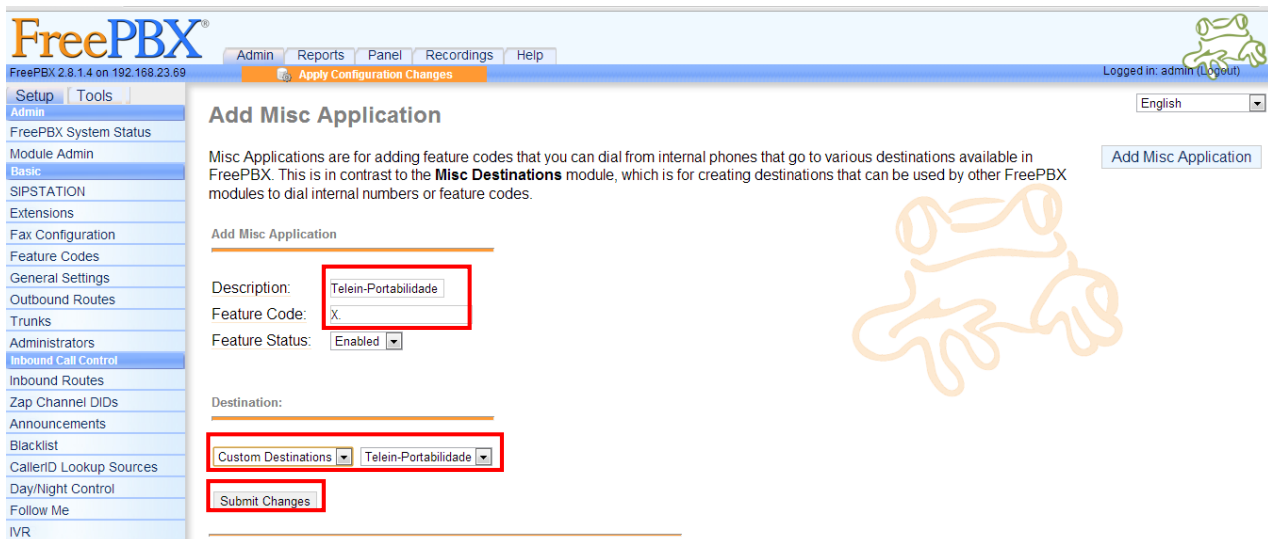 FreePBX®
Admin Reports Panel Recordings Help
FreePBX 2.8.1.4 on 192.168.23.69
Apply Configuration Changes
Logged in: admin (Logout)
Setup Tools
English
Admin
FreePBX System Status
Module Admin
Basic
SIPSTATION
Extensions
Fax Configuration
Feature Codes
General Settings
Outbound Routes
Trunks
Administrators
Inbound Call Control
Inbound Routes
Zap Channel DIDs
Announcements
Blacklist
CallerID Lookup Sources
Day/Night Control
Follow Me
IVR
Add Misc Application
Add Misc Application
Misc Applications are for adding feature codes that you can dial from internal phones that go to various destinations available in
FreePBX. This is in contrast to the Misc Destinations module, which is for creating destinations that can be used by other FreePBX
modules to dial internal numbers or feature codes.
Add Misc Application
Description: Telein-Portabilidade
Feature Code: X.
Feature Status: Enabled
Destination:
Custom Destinations Telein-Portabilidade
Submit Changes